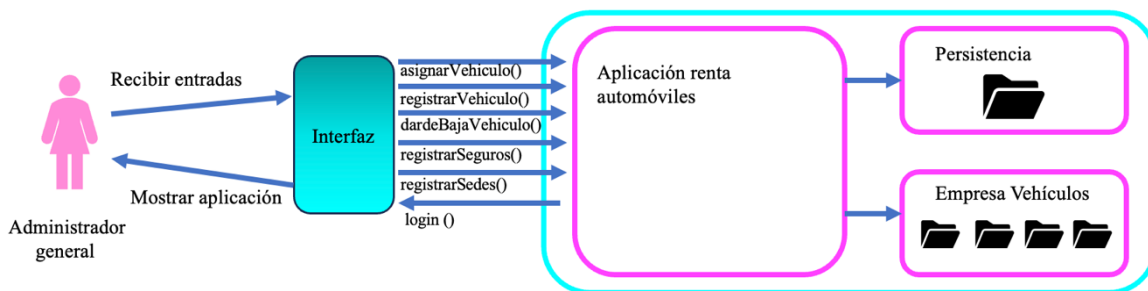 Recibir entradas
Mostrar aplicación
Administrador
general
Interfaz
asignarVehiculo()
registrarVehiculo()
dardeBajaVehiculo()
registrarSeguros()
registrarSedes()
login ()
Aplicación renta
automóviles
Persistencia
Empresa Vehículos